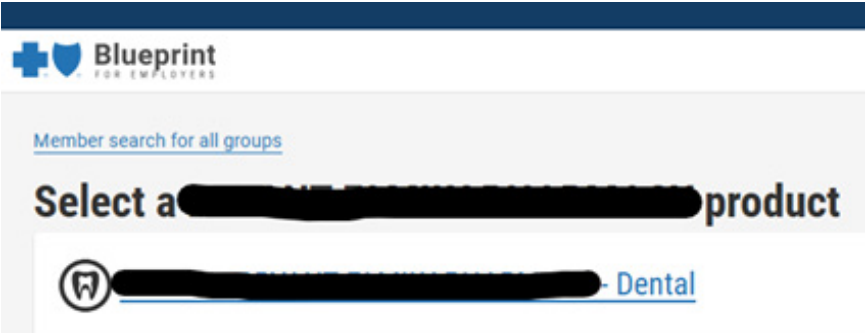 Blueprint
FOR EMPLOYERS
Member search for all groups
Select a product
- Dental